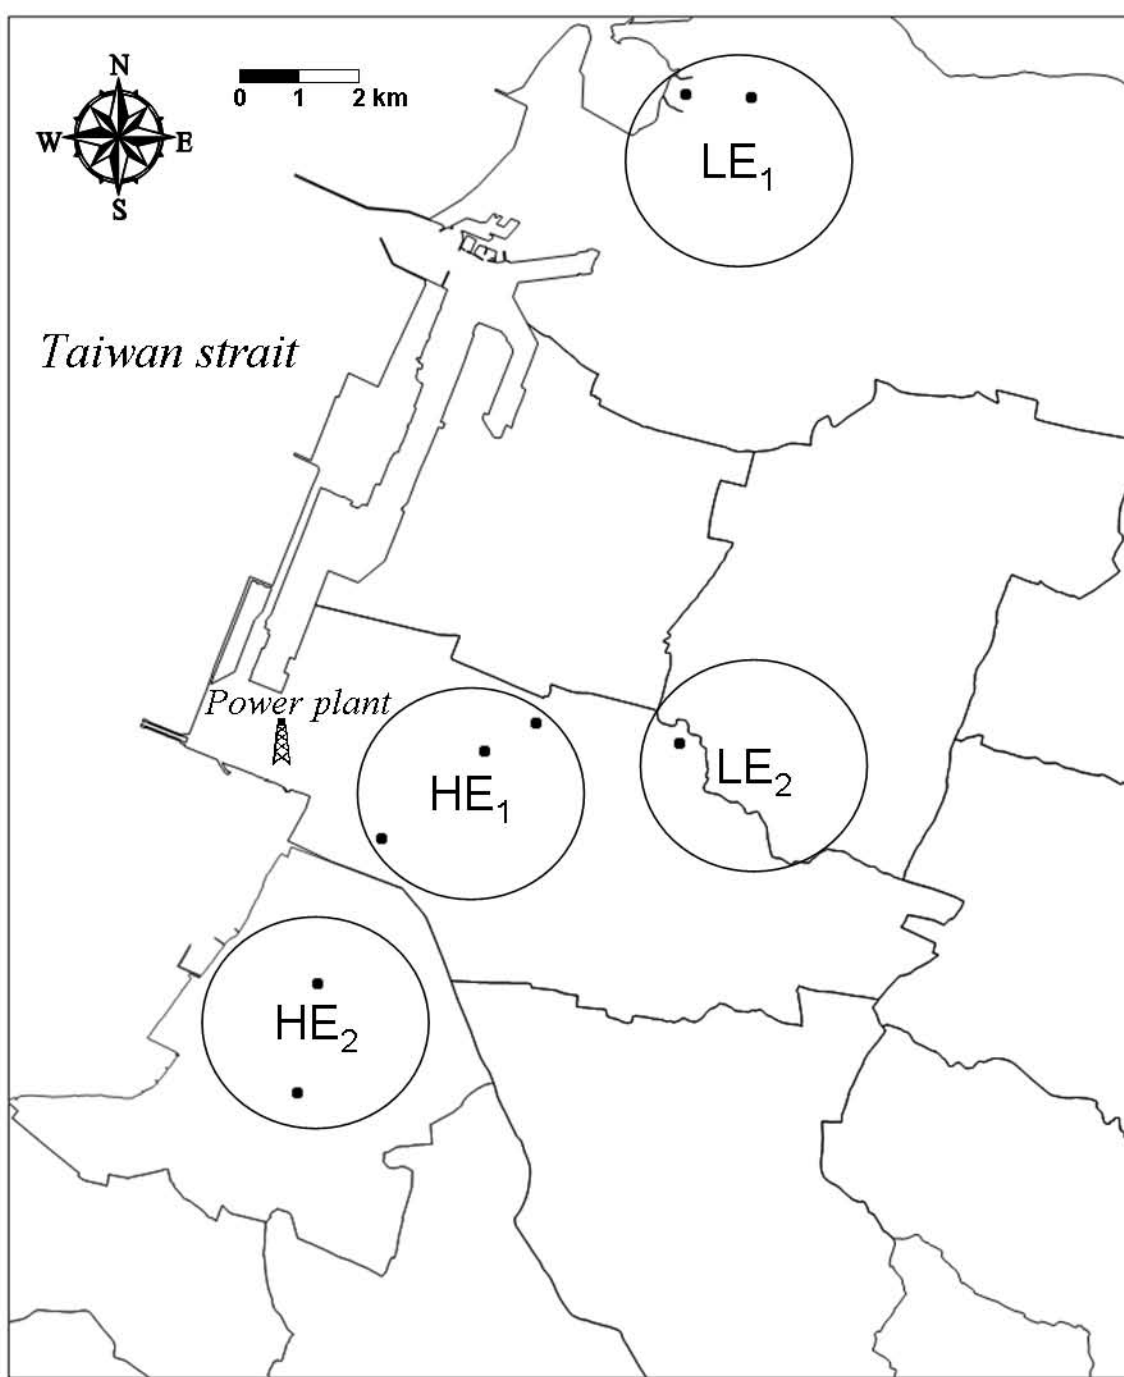 N
W E
S
0 1 2 km
LE₁
Taiwan strait
Power plant
HE₁
LE₂
HE₂